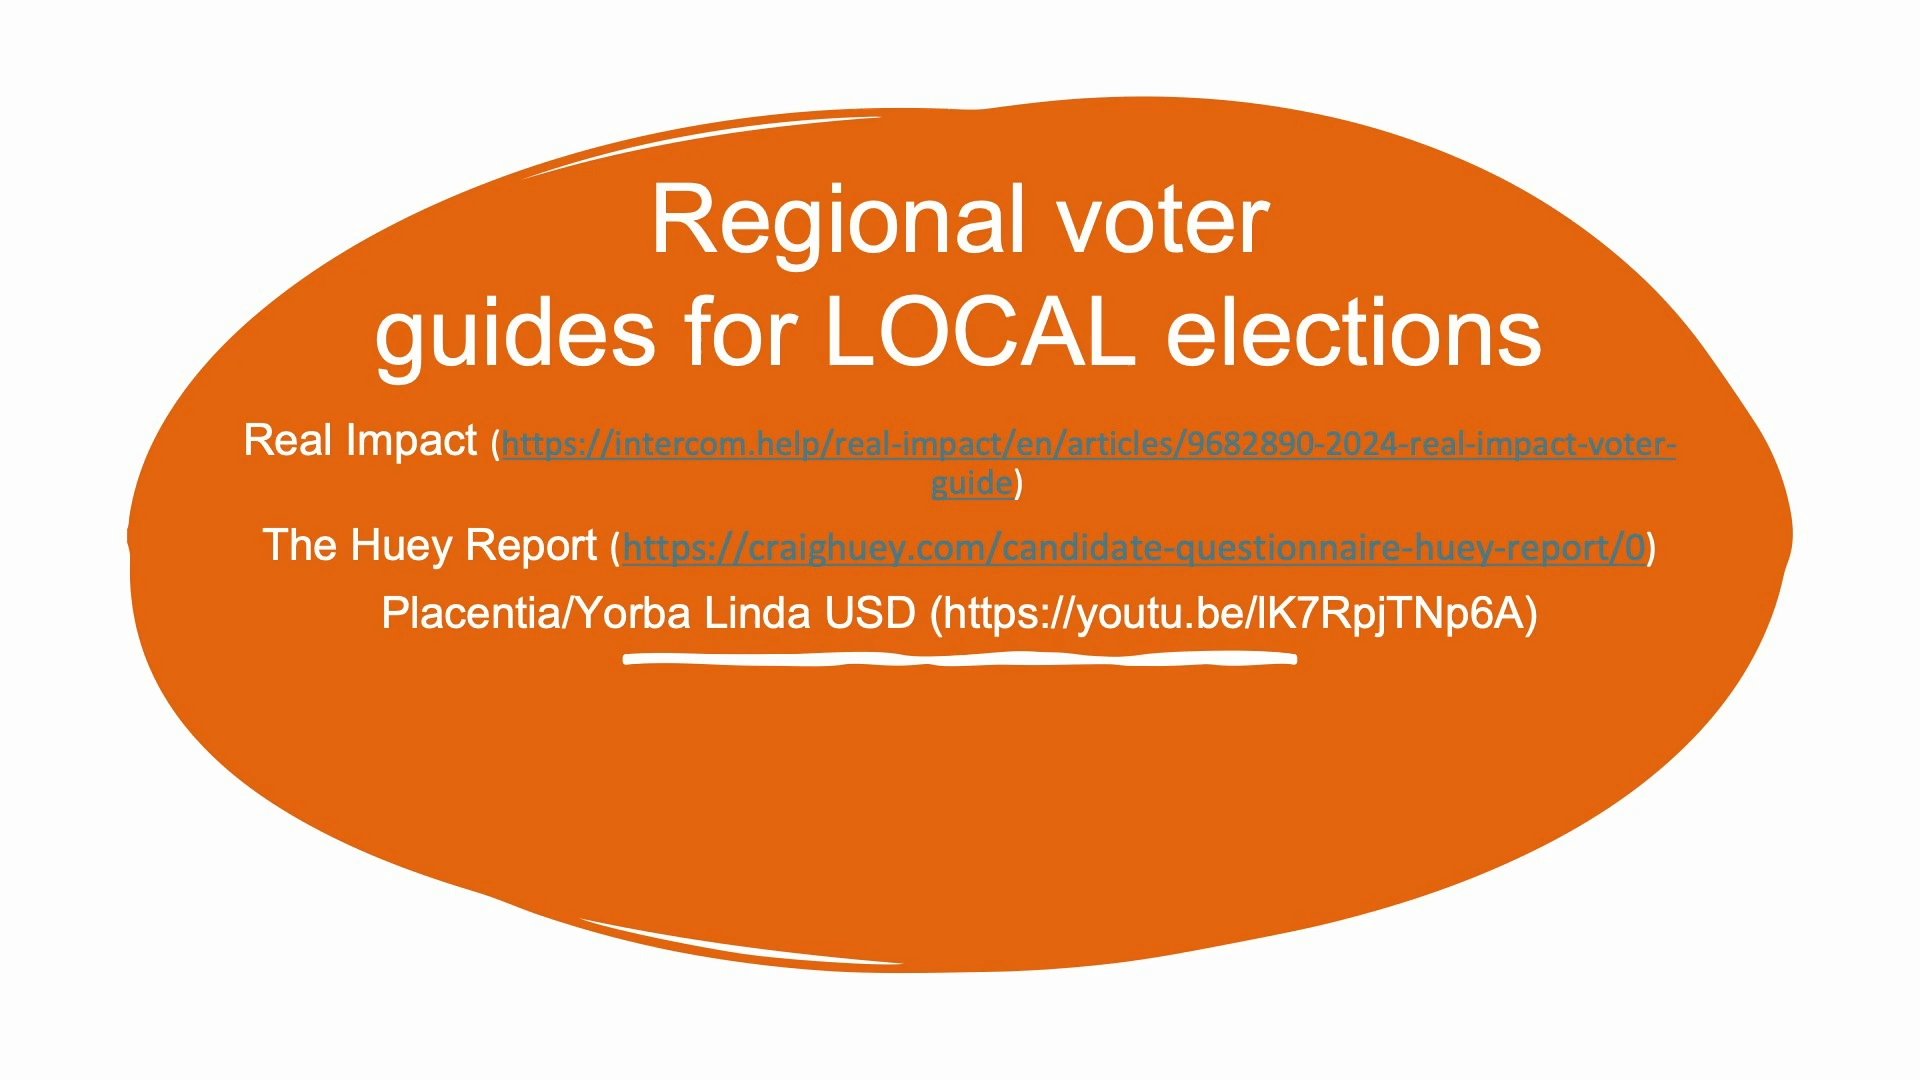 Regional voter
guides for LOCAL elections
Real Impact (https://intercom.help/real-impact/en/articles/9682890-2024-real-impact-voter-
guide)
The Huey Report (https://craighuey.com/candidate-questionnaire-huey-report/0)
Placentia/Yorba Linda USD (https://youtu.be/lK7RpjTNp6A)